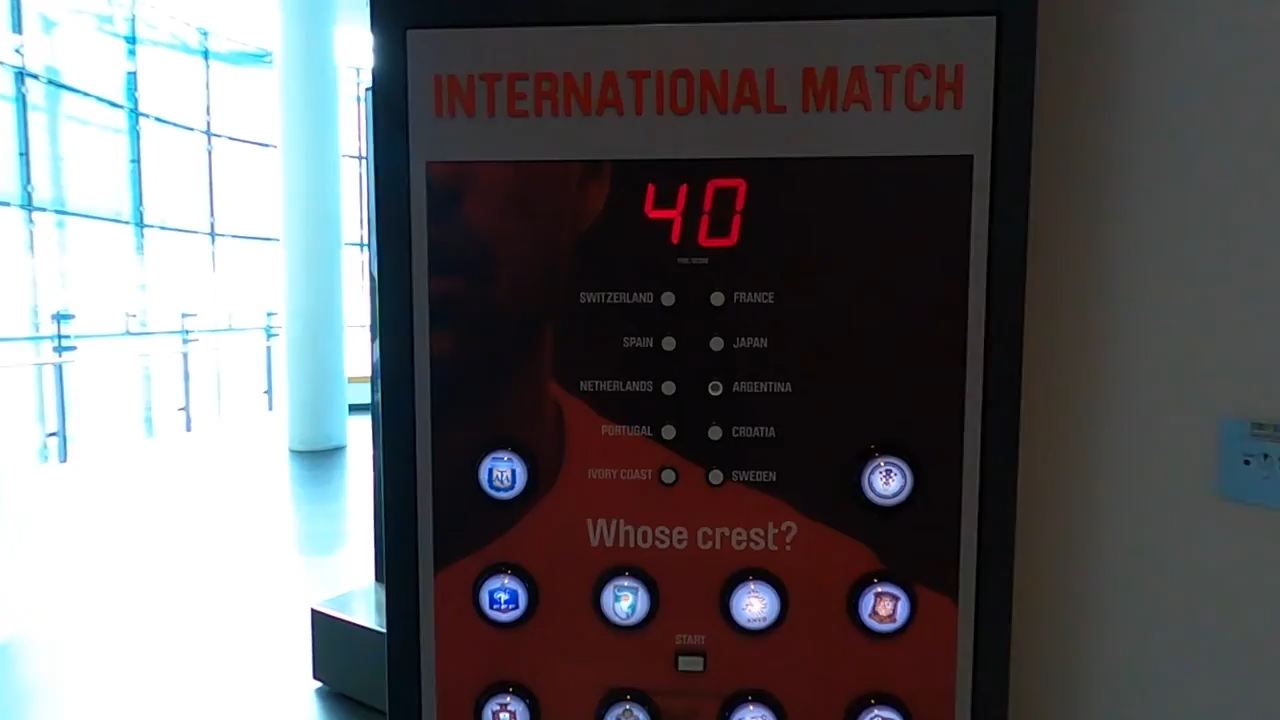 INTERNATIONAL MATCH
40
SWITZERLAND FRANCE
SPAIN JAPAN
NETHERLANDS ARGENTINA
PORTUGAL CROATIA
IVORY COAST SWEDEN
Whose crest?
START